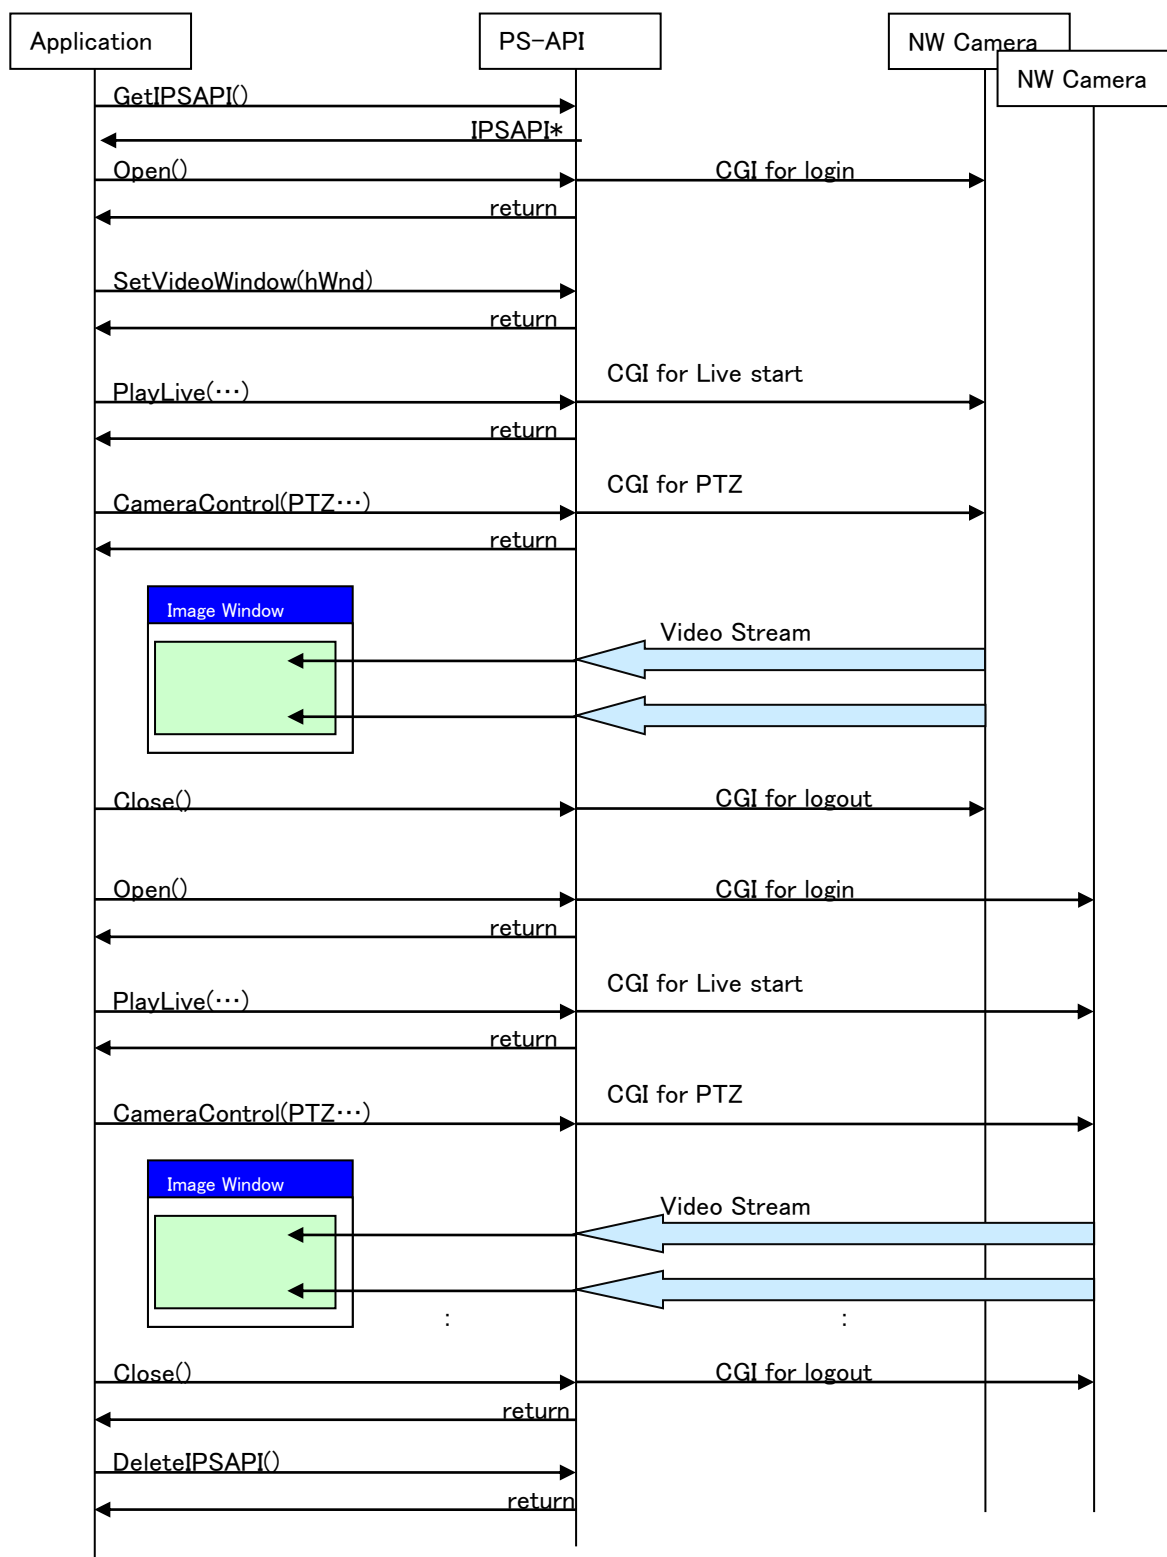 Application
PS-API
NW Camera
NW Camera
GetIPSAPI()
IPSAPI*
Open()
CGI for login
return
SetVideoWindow(hWnd)
return
CGI for Live start
PlayLive(···)
return
CGI for PTZ
CameraControl(PTZ···)
return
Image Window
Video Stream
Close()
CGI for logout
Open()
CGI for login
return
CGI for Live start
PlayLive(···)
return
CGI for PTZ
CameraControl(PTZ···)
Image Window
Video Stream
:
:
Close()
CGI for logout
return
DeleteIPSAPI()
return